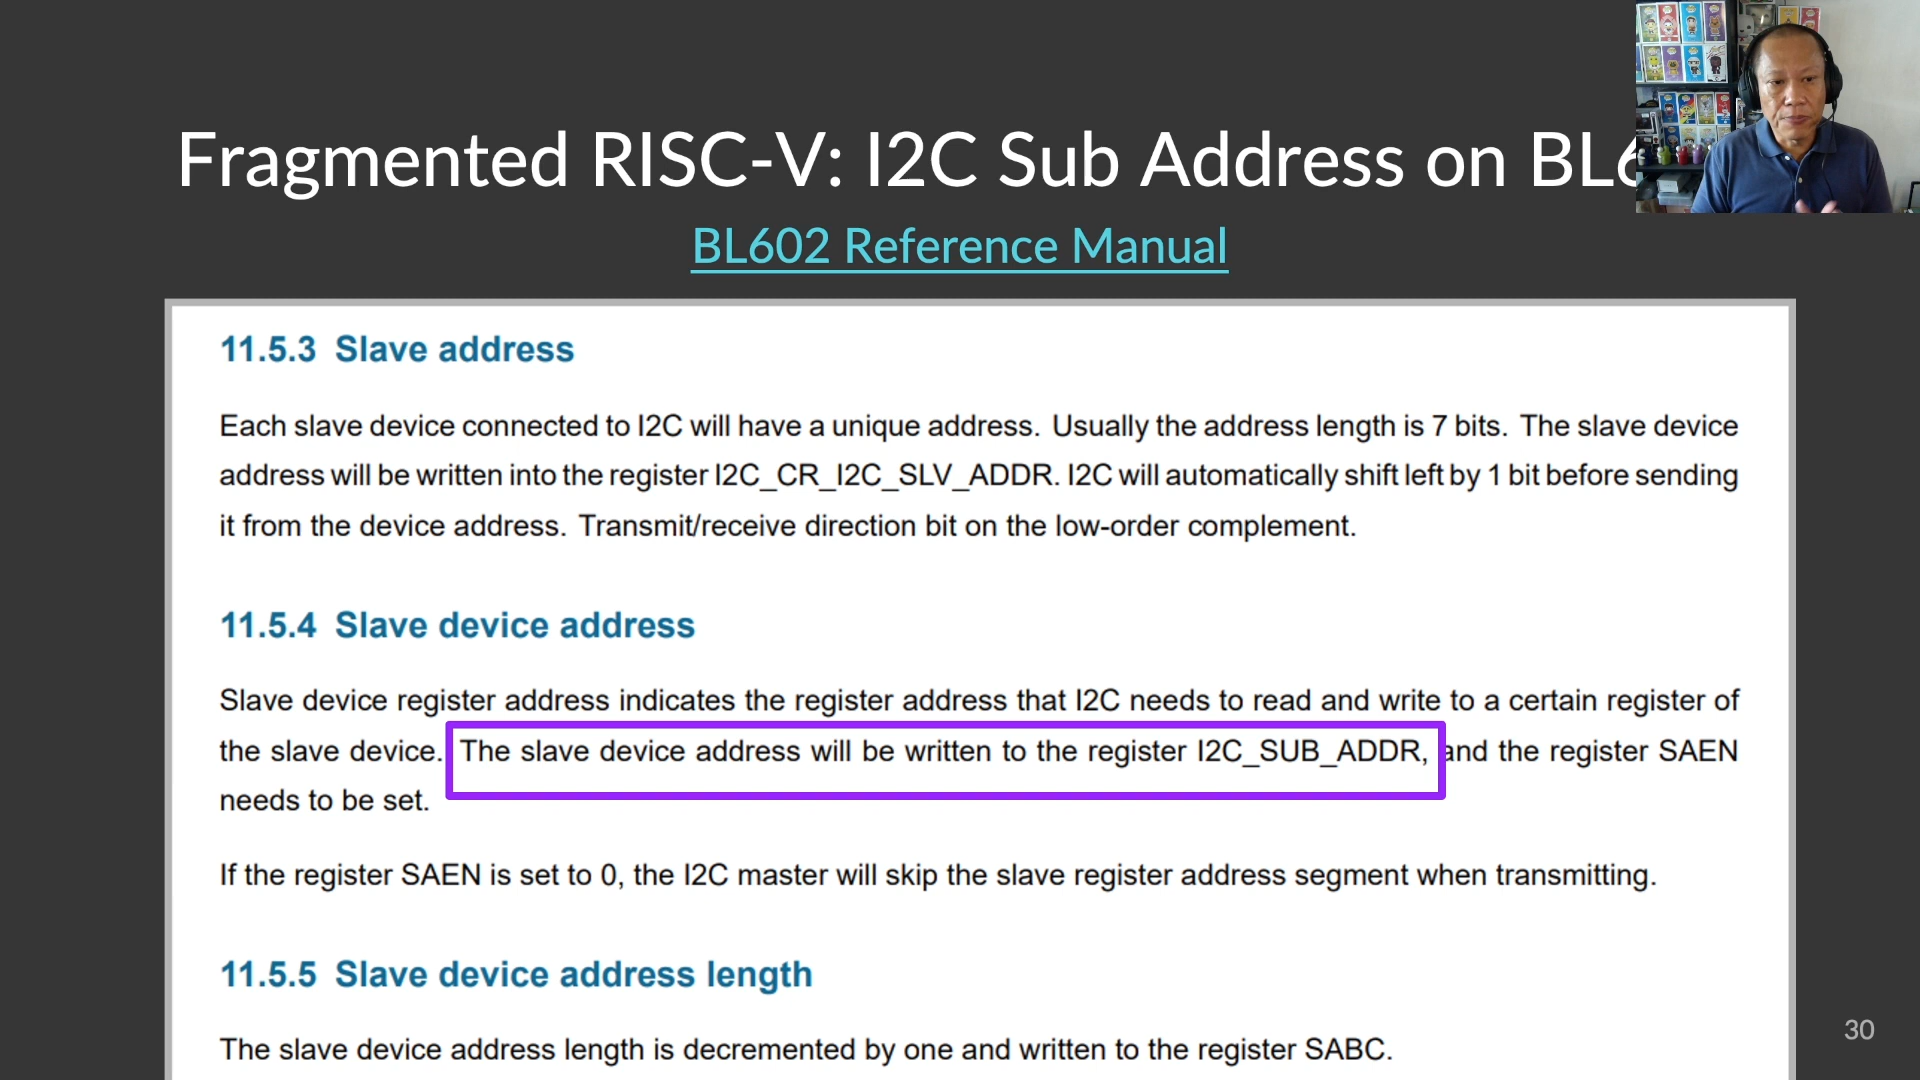 Fragmented RISC-V: I2C Sub Address on BL6
BL602 Reference Manual
11.5.3 Slave address
Each slave device connected to I2C will have a unique address. Usually the address length is 7 bits. The slave device
address will be written into the register I2C_CR_I2C_SLV_ADDR. I2C will automatically shift left by 1 bit before sending
it from the device address. Transmit/receive direction bit on the low-order complement.
11.5.4 Slave device address
Slave device register address indicates the register address that I2C needs to read and write to a certain register of
the slave device. The slave device address will be written to the register I2C_SUB_ADDR, and the register SAEN
needs to be set.
If the register SAEN is set to 0, the I2C master will skip the slave register address segment when transmitting.
11.5.5 Slave device address length
The slave device address length is decremented by one and written to the register SABC.
30